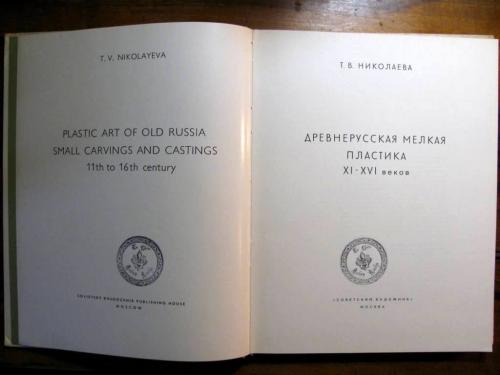 T. V. NIKOLAYEVA
PLASTIC ART OF OLD RUSSIA
SMALL CARVINGS AND CASTINGS
11th to 16th century
SOVIETSKY KHUDOZHNIK PUBLISHING HOUSE
MOSCOW
Т. В. НИКОЛАЕВА
ДРЕВНЕРУССКАЯ МЕЛКАЯ
ПЛАСТИКА
XI-XVI веков
«СОВЕТСКИЙ ХУДОЖНИК»
МОСКВА